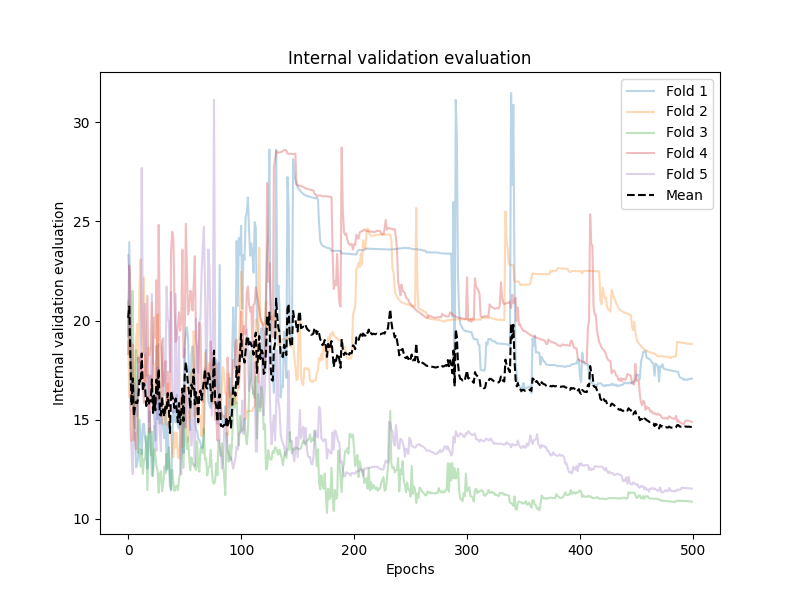 Internal validation evaluation
Internal validation evaluation
30
25
20
15
10
0 100 200 300 400 500
Epochs
Fold 1
Fold 2
Fold 3
Fold 4
Fold 5
Mean